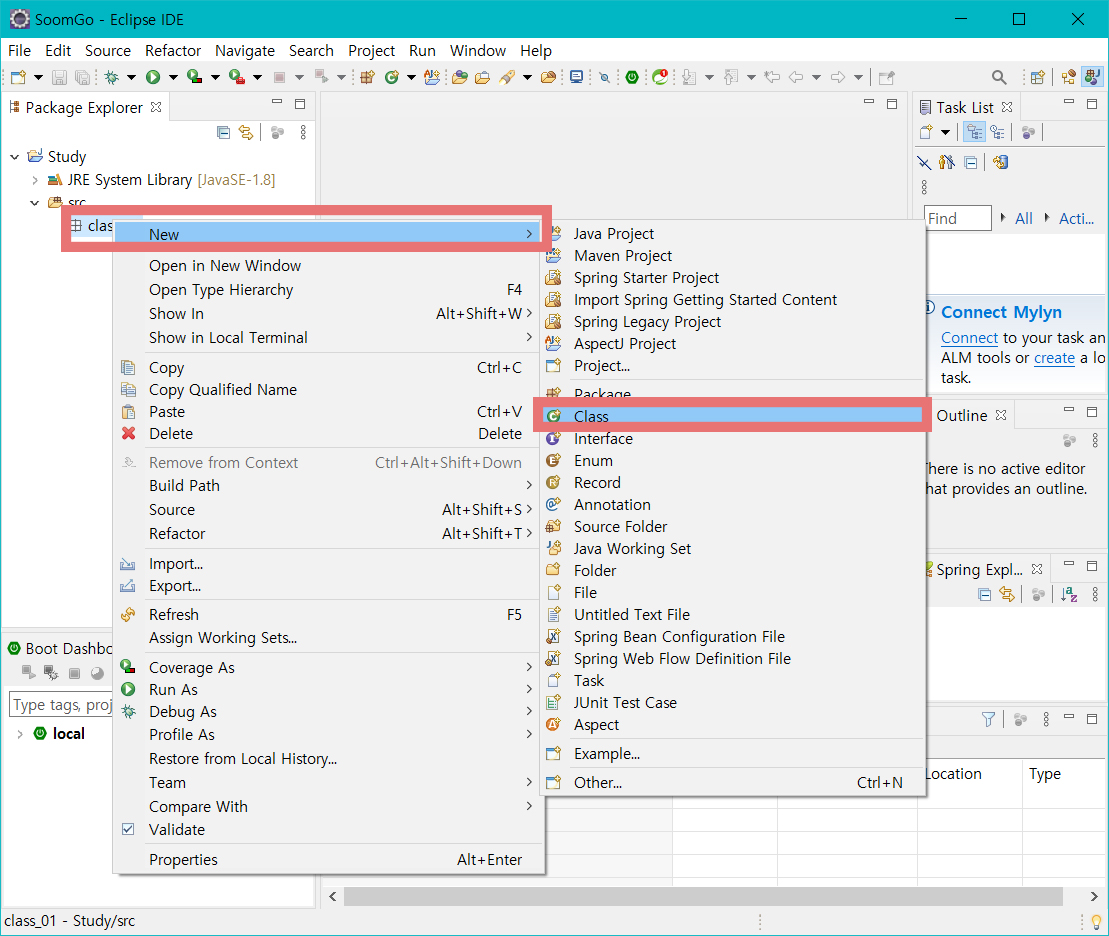 SoomGo - Eclipse IDE
File Edit Source Refactor Navigate Search Project Run Window Help
Package Explorer
Study
JRE System Library [JavaSE-1.8]
src
clas
New
Open in New Window
Open Type Hierarchy F4
Show In Alt+Shift+W
Show in Local Terminal
Copy Ctrl+C
Copy Qualified Name
Paste Ctrl+V
Delete Delete
Remove from Context Ctrl+Alt+Shift+Down
Build Path
Source Alt+Shift+S
Refactor Alt+Shift+T
Import...
Export...
Refresh F5
Assign Working Sets...
Coverage As
Run As
Debug As
Profile As
Restore from Local History...
Team
Compare With
Validate
Properties Alt+Enter
Java Project
Maven Project
Spring Starter Project
Import Spring Getting Started Content
Spring Legacy Project
AspectJ Project
Project...
Package
Class
Interface
Enum
Record
Annotation
Source Folder
Java Working Set
Folder
File
Untitled Text File
Spring Bean Configuration File
Spring Web Flow Definition File
Task
JUnit Test Case
Aspect
Example...
Other... Ctrl+N
Task List
Find All Acti...
Connect Mylyn
Connect to your task an
ALM tools or create a lo
task.
Outline
here is no active editor
hat provides an outline.
Spring Expl...
Boot Dashbo
Type tags, proj
local
Location Type
class_01 - Study/src